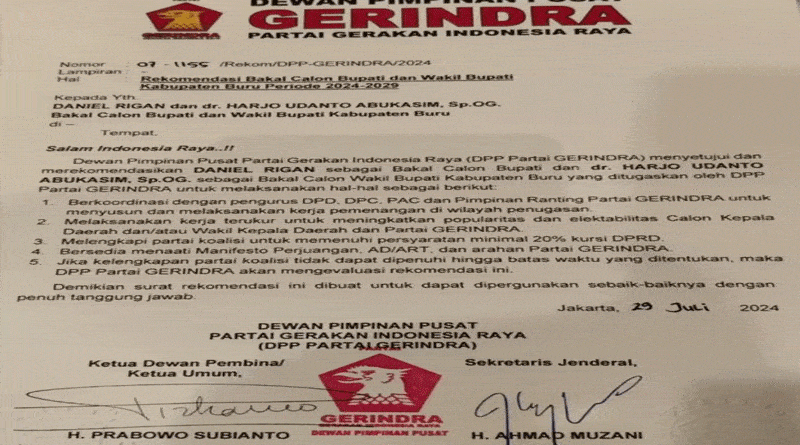 DEWAN PIMPINAN PUSAT
GERINDRA
PARTAI GERAKAN INDONESIA RAYA
Nomor : 07-1155 /Rekom/DPP-GERINDRA/2024
Lampiran : -
Hal : Rekomendasi Bakal Calon Bupati dan Wakil Bupati
Kabupaten Buru Periode 2024-2029
Kepada Yth
DANIEL RIGAN dan dr. HARJO UDANTO ABUKASIM, Sp.OG.
Bakal Calon Bupati dan Wakil Bupati Kabupaten Buru
di –
Tempat.
Salam Indonesia Raya..!!
Dewan Pimpinan Pusat Partai Gerakan Indonesia Raya (DPP Partai GERINDRA) menyetujui dan
merekomendasikan DANIEL RIGAN sebagai Bakal Calon Bupati dan dr. HARJO UDANTO
ABUKASIM, Sp.OG. sebagai Bakal Calon Wakil Bupati Kabupaten Buru yang ditugaskan oleh DPP
Partai GERINDRA untuk melaksanakan hal-hal sebagai berikut:
1. Berkoordinasi dengan pengurus DPD, DPC, PAC dan Pimpinan Ranting Partai GERINDRA untuk
menyusun dan melaksanakan kerja pemenangan di wilayah penugasan
2. Melaksanakan kerja terukur untuk meningkatkan popularitas dan elektabilitas Calon Kepala
Daerah dan/atau Wakil Kepala Daerah dan Partai GERINDRA.
3. Melengkapi partai koalisi untuk memenuhi persyaratan minimal 20% kursi DPRD.
4. Bersedia menaati Manifesto Perjuangan, AD/ART, dan arahan Partai GERINDRA.
5. Jika kelengkapan partai koalisi tidak dapat dipenuhi hingga batas waktu yang ditentukan, maka
DPP Partai GERINDRA akan mengevaluasi rekomendasi ini.
Demikian surat rekomendasi ini dibuat untuk dapat dipergunakan sebaik-baiknya dengan
penuh tanggung jawab.
Jakarta, 29 Juli 2024
DEWAN PIMPINAN PUSAT
PARTAI GERAKAN INDONESIA RAYA
(DPP PARTAI GERINDRA)
Ketua Dewan Pembina/
Ketua Umum,
Sekretaris Jenderal,
GERINDRA
DEWAN PIMPINAN PUSAT
H. PRABOWO SUBIANTO
H. AHMAD MUZANI